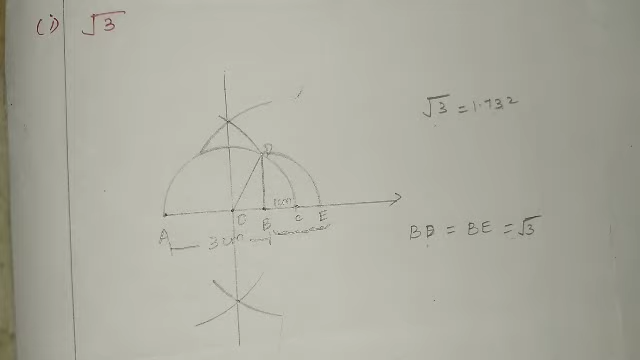 (i) √3
√3 = 1.732
D
1cm
A O B C E
3cm
BD = BE = √3